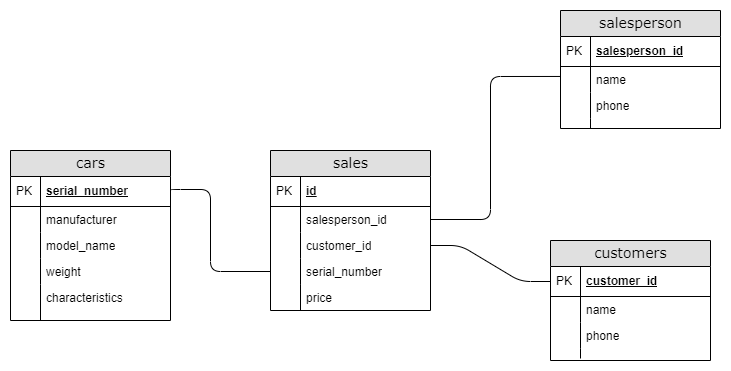 salesperson
PK salesperson_id
name
phone
cars
PK serial_number
manufacturer
model_name
weight
characteristics
sales
PK id
salesperson_id
customer_id
serial_number
price
customers
PK customer_id
name
phone